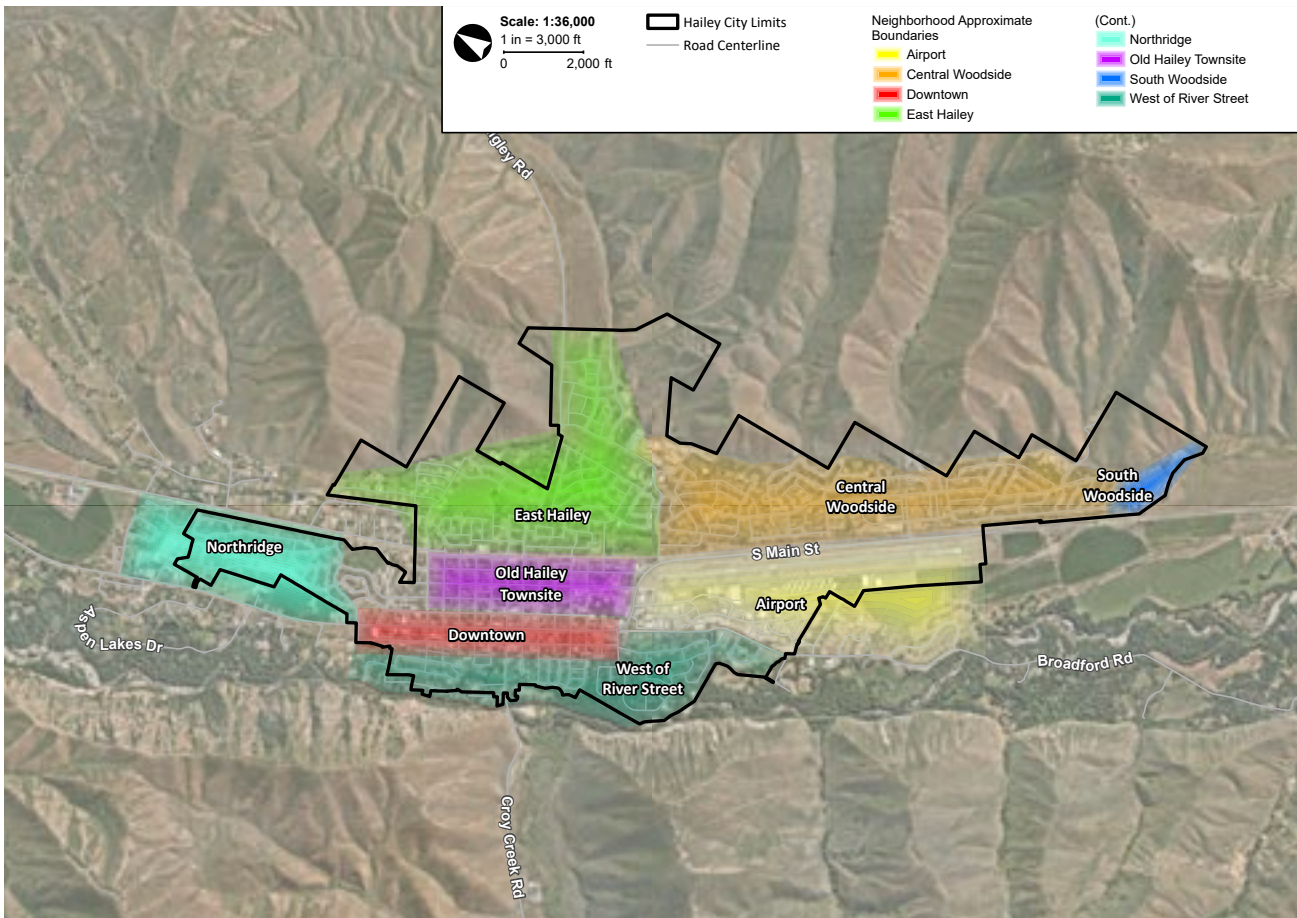 Scale: 1:36,000
1 in = 3,000 ft
0 2,000 ft
Hailey City Limits
Road Centerline
Neighborhood Approximate
Boundaries
Airport
Central Woodside
Downtown
East Hailey
(Cont.)
Northridge
Old Hailey Townsite
South Woodside
West of River Street
igley Rd
South
Woodside
Central
Woodside
East Hailey
Northridge
S Main St
Old Hailey
Townsite
Airport
Aspen Lakes Dr
Downtown
Broadford Rd
West of
River Street
Croy Creek Rd